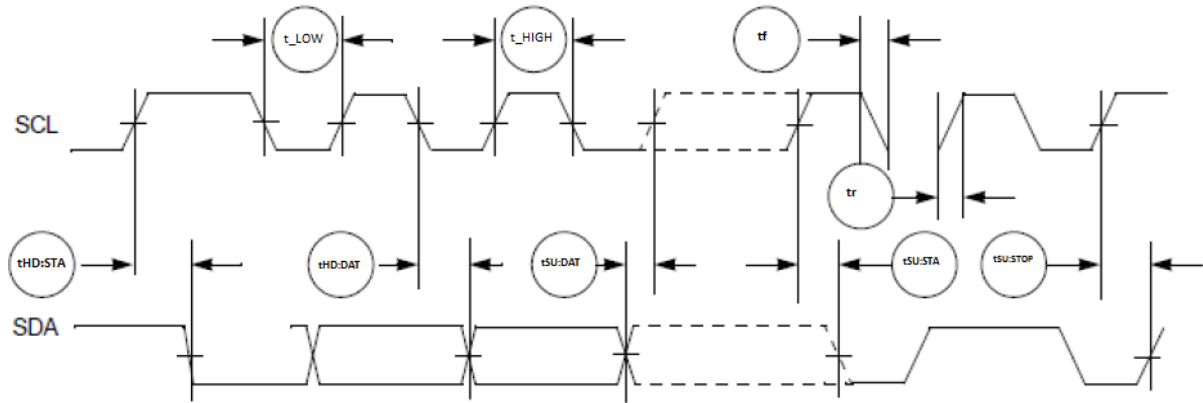 t_LOW
t_HIGH
tf
SCL
tr
tHD:STA
tHD:DAT
tSU:DAT
tSU:STA
tSU:STOP
SDA